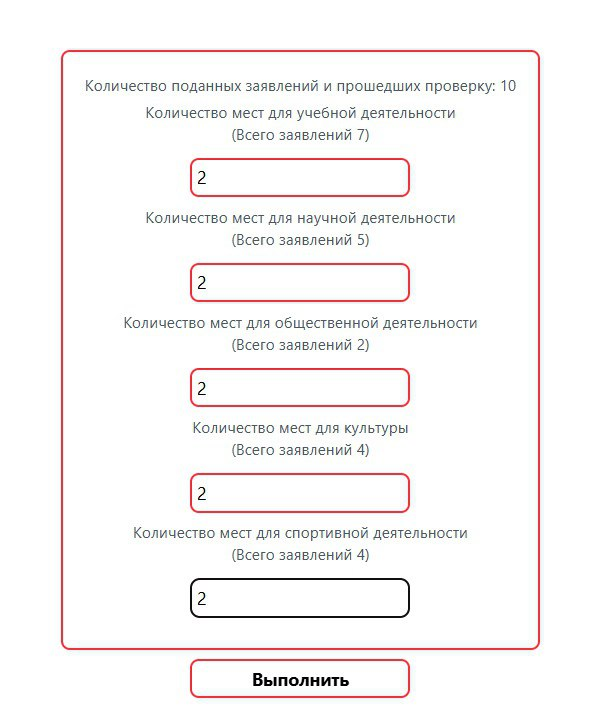 Количество поданных заявлений и прошедших проверку: 10
Количество мест для учебной деятельности
(Всего заявлений 7)
2
Количество мест для научной деятельности
(Всего заявлений 5)
2
Количество мест для общественной деятельности
(Всего заявлений 2)
2
Количество мест для культуры
(Всего заявлений 4)
2
Количество мест для спортивной деятельности
(Всего заявлений 4)
2
Выполнить